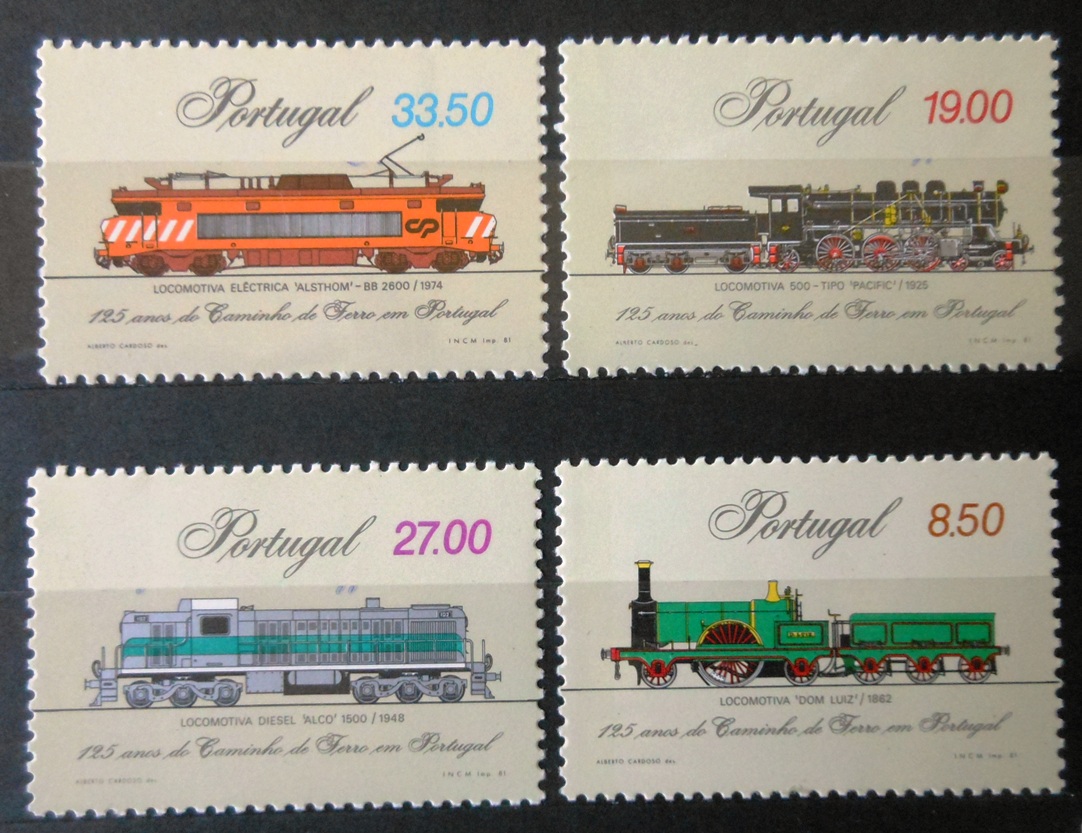 Portugal 33.50
CP
LOCOMOTIVA ELÉCTRICA 'ALSTHOM' - BB 2600 / 1974
125 anos do Caminho de Ferro em Portugal
ALBERTO CARDOSO des. INCM Imp. 81
Portugal 19.00
LOCOMOTIVA 500 - TIPO 'PACIFIC' / 1925
125 anos do Caminho de Ferro em Portugal
ALBERTO CARDOSO des. INCM Imp. 81
Portugal 27.00
LOCOMOTIVA DIESEL 'ALCO' 1500 / 1948
125 anos do Caminho de Ferro em Portugal
ALBERTO CARDOSO des. INCM Imp. 81
Portugal 8.50
LOCOMOTIVA 'DOM LUIZ' / 1862
125 anos do Caminho de Ferro em Portugal
ALBERTO CARDOSO des. INCM Imp. 81